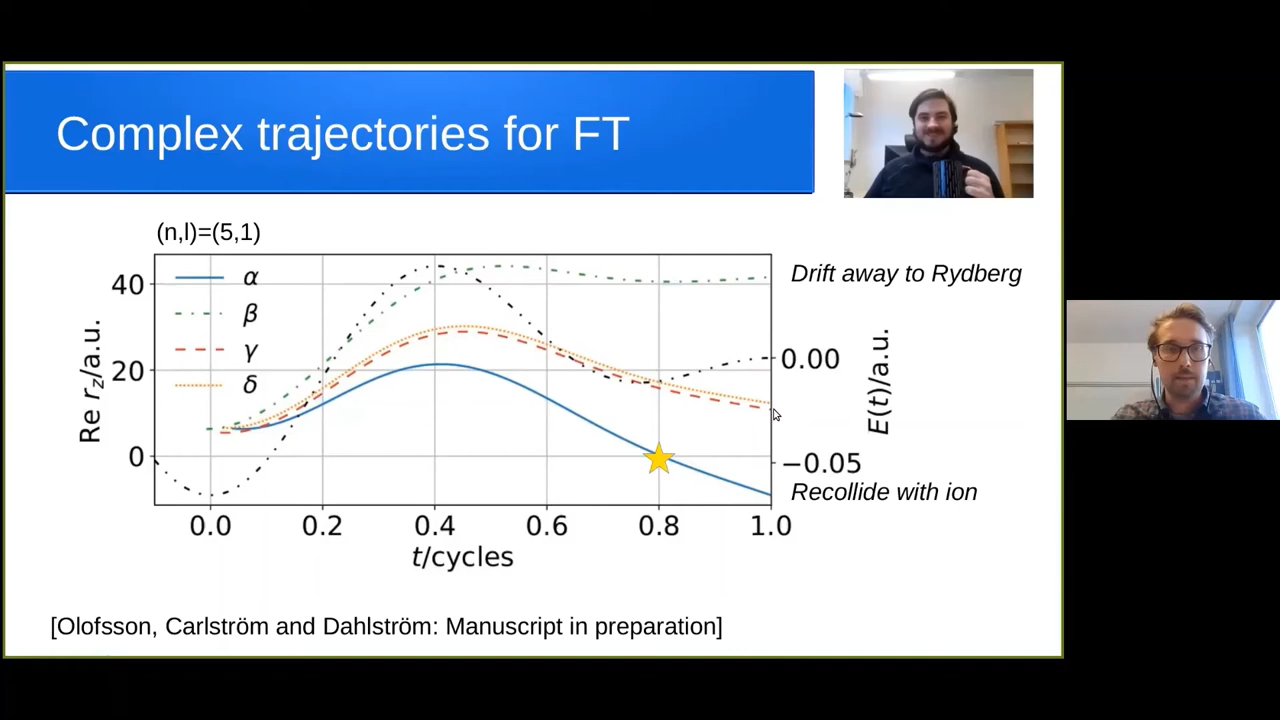 Complex trajectories for FT
(n,l)=(5,1)
α
β
γ
δ
40
20
0
Re r_z/a.u.
0.0 0.2 0.4 0.6 0.8 1.0
t/cycles
Drift away to Rydberg
0.00
−0.05
E(t)/a.u.
Recollide with ion
[Olofsson, Carlström and Dahlström: Manuscript in preparation]